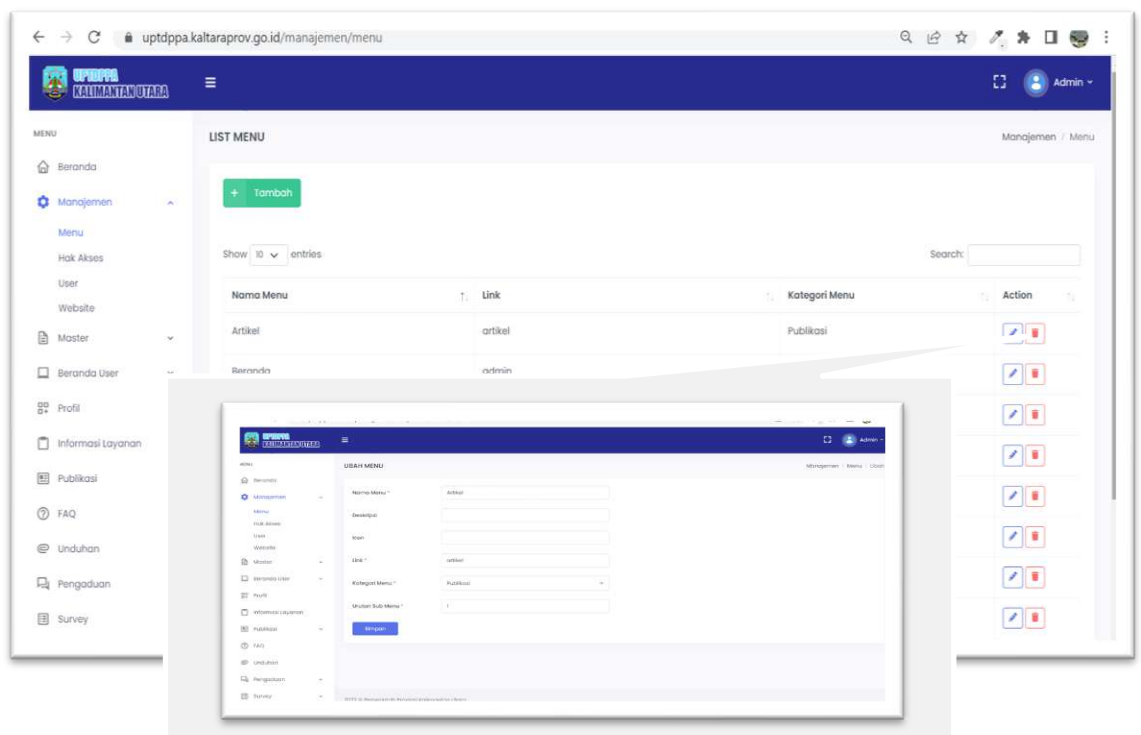 uptdppa.kaltaraprov.go.id/manajemen/menu
UPTDPPA
KALIMANTAN UTARA
Admin
MENU
LIST MENU
Manajemen / Menu
Beranda
Manajemen
Menu
Hak Akses
User
Website
Master
Beranda User
Profil
Informasi Layanan
Publikasi
FAQ
Unduhan
Pengaduan
Survey
+ Tambah
Show 10 entries
Search:
Nama Menu Link Kategori Menu Action
Artikel artikel Publikasi
Beranda admin
UPTDPPA
KALIMANTAN UTARA
Admin
MENU
UBAH MENU
Manajemen / Menu / Ubah
Beranda
Manajemen
Menu
Hak Akses
User
Website
Master
Beranda User
Profil
Informasi Layanan
Publikasi
FAQ
Unduhan
Pengaduan
Survey
Nama Menu * Artikel
Deskripsi
Icon
Link * artikel
Kategori Menu * Publikasi
Urutan Sub Menu * 1
Simpan